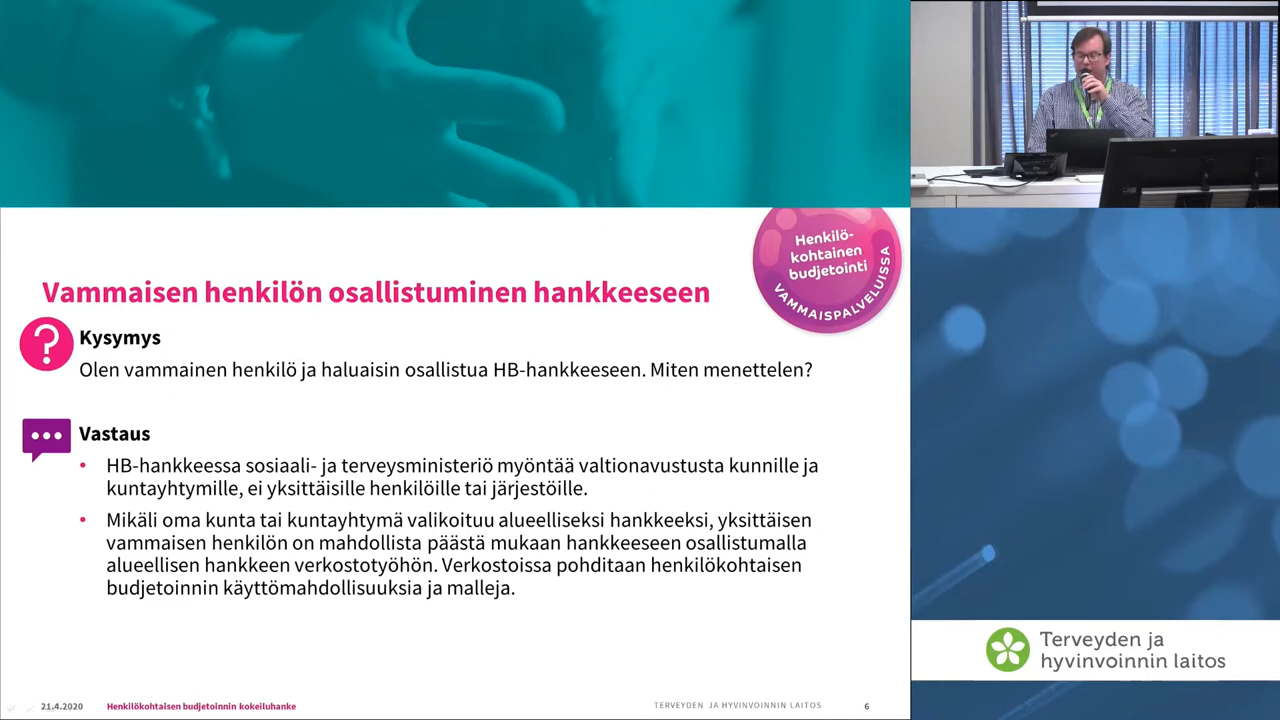 Henkilö-
kohtainen
budjetointi
VAMMAISPALVELUISSA
Vammaisen henkilön osallistuminen hankkeeseen
?
Kysymys
Olen vammainen henkilö ja haluaisin osallistua HB-hankkeeseen. Miten menettelen?
Vastaus
• HB-hankkeessa sosiaali- ja terveysministeriö myöntää valtionavustusta kunnille ja
kuntayhtymille, ei yksittäisille henkilöille tai järjestöille.
• Mikäli oma kunta tai kuntayhtymä valikoituu alueelliseksi hankkeeksi, yksittäisen
vammaisen henkilön on mahdollista päästä mukaan hankkeeseen osallistumalla
alueellisen hankkeen verkostotyöhön. Verkostoissa pohditaan henkilökohtaisen
budjetoinnin käyttömahdollisuuksia ja malleja.
21.4.2020
Henkilökohtaisen budjetoinnin kokeiluhanke
TERVEYDEN JA HYVINVOINNIN LAITOS
6
Terveyden ja
hyvinvoinnin laitos